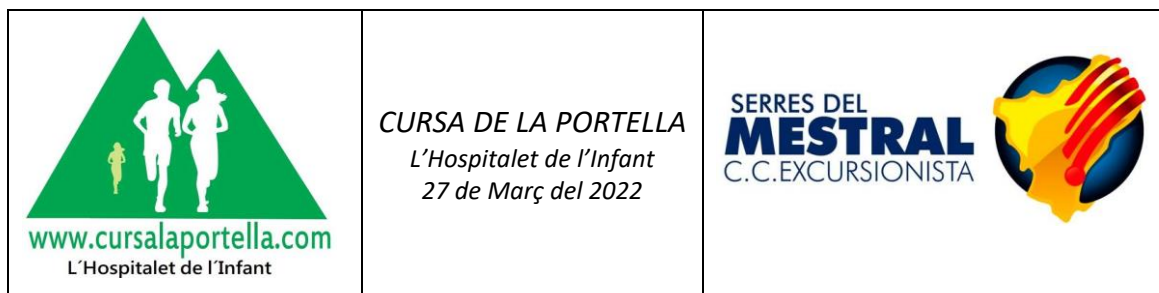 www.cursalaportella.com
L´Hospitalet de l´Infant
CURSA DE LA PORTELLA
L’Hospitalet de l’Infant
27 de Març del 2022
SERRES DEL
MESTRAL
C.C.EXCURSIONISTA